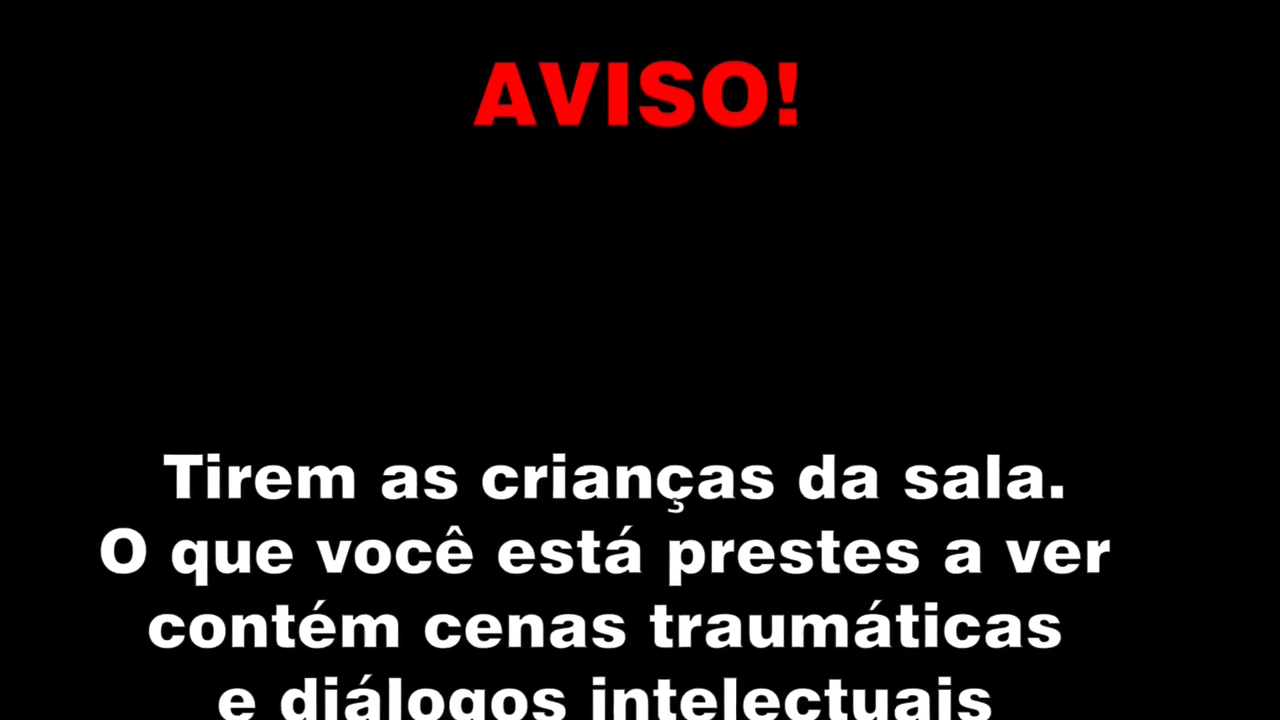 AVISO!
Tirem as crianças da sala.
O que você está prestes a ver
contém cenas traumáticas
e diálogos intelectuais